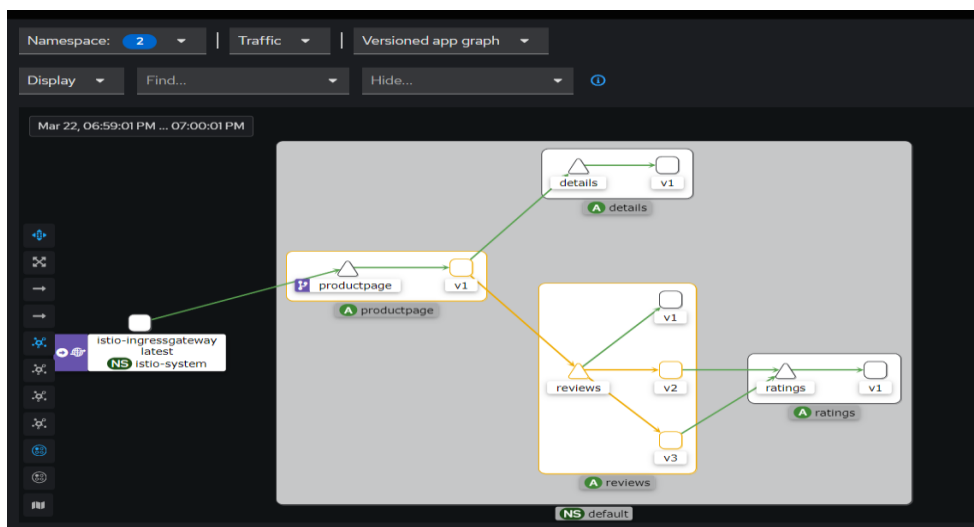 Namespace: 2 Traffic Versioned app graph
Display Find... Hide...
Mar 22, 06:59:01 PM ... 07:00:01 PM
details v1
A details
productpage v1
A productpage
istio-ingressgateway
latest
NS istio-system
v1
reviews v2
v3
A reviews
ratings v1
A ratings
NS default